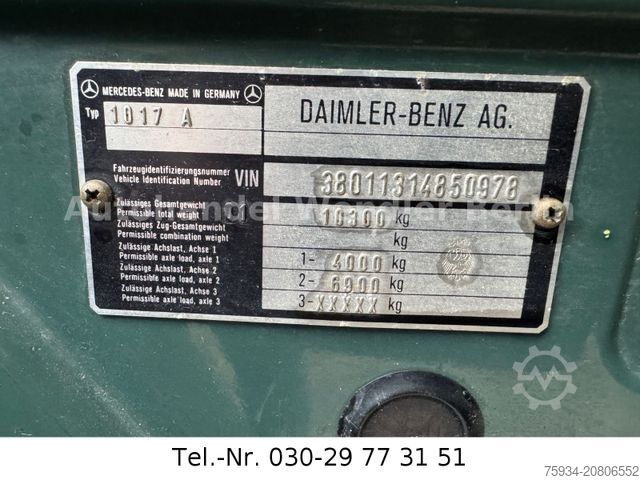 MERCEDES-BENZ MADE IN GERMANY
Typ 1017 A
DAIMLER-BENZ AG.
Fahrzeugidentifizierungsnummer
Vehicle Identification Number VIN 38011314850978
Zulässiges Gesamtgewicht
Permissible total weight 10300 kg
Zulässiges Zug-Gesamtgewicht
Permissible combination weight kg
Zulässige Achslast, Achse 1
Permissible axle load, axle 1 1- 4000 kg
Zulässige Achslast, Achse 2
Permissible axle load, axle 2 2- 6900 kg
Zulässige Achslast, Achse 3
Permissible axle load, axle 3 3- XXXXX kg
Autohandel Wendler Berlin
Tel.-Nr. 030-29 77 31 51
75934-20806552